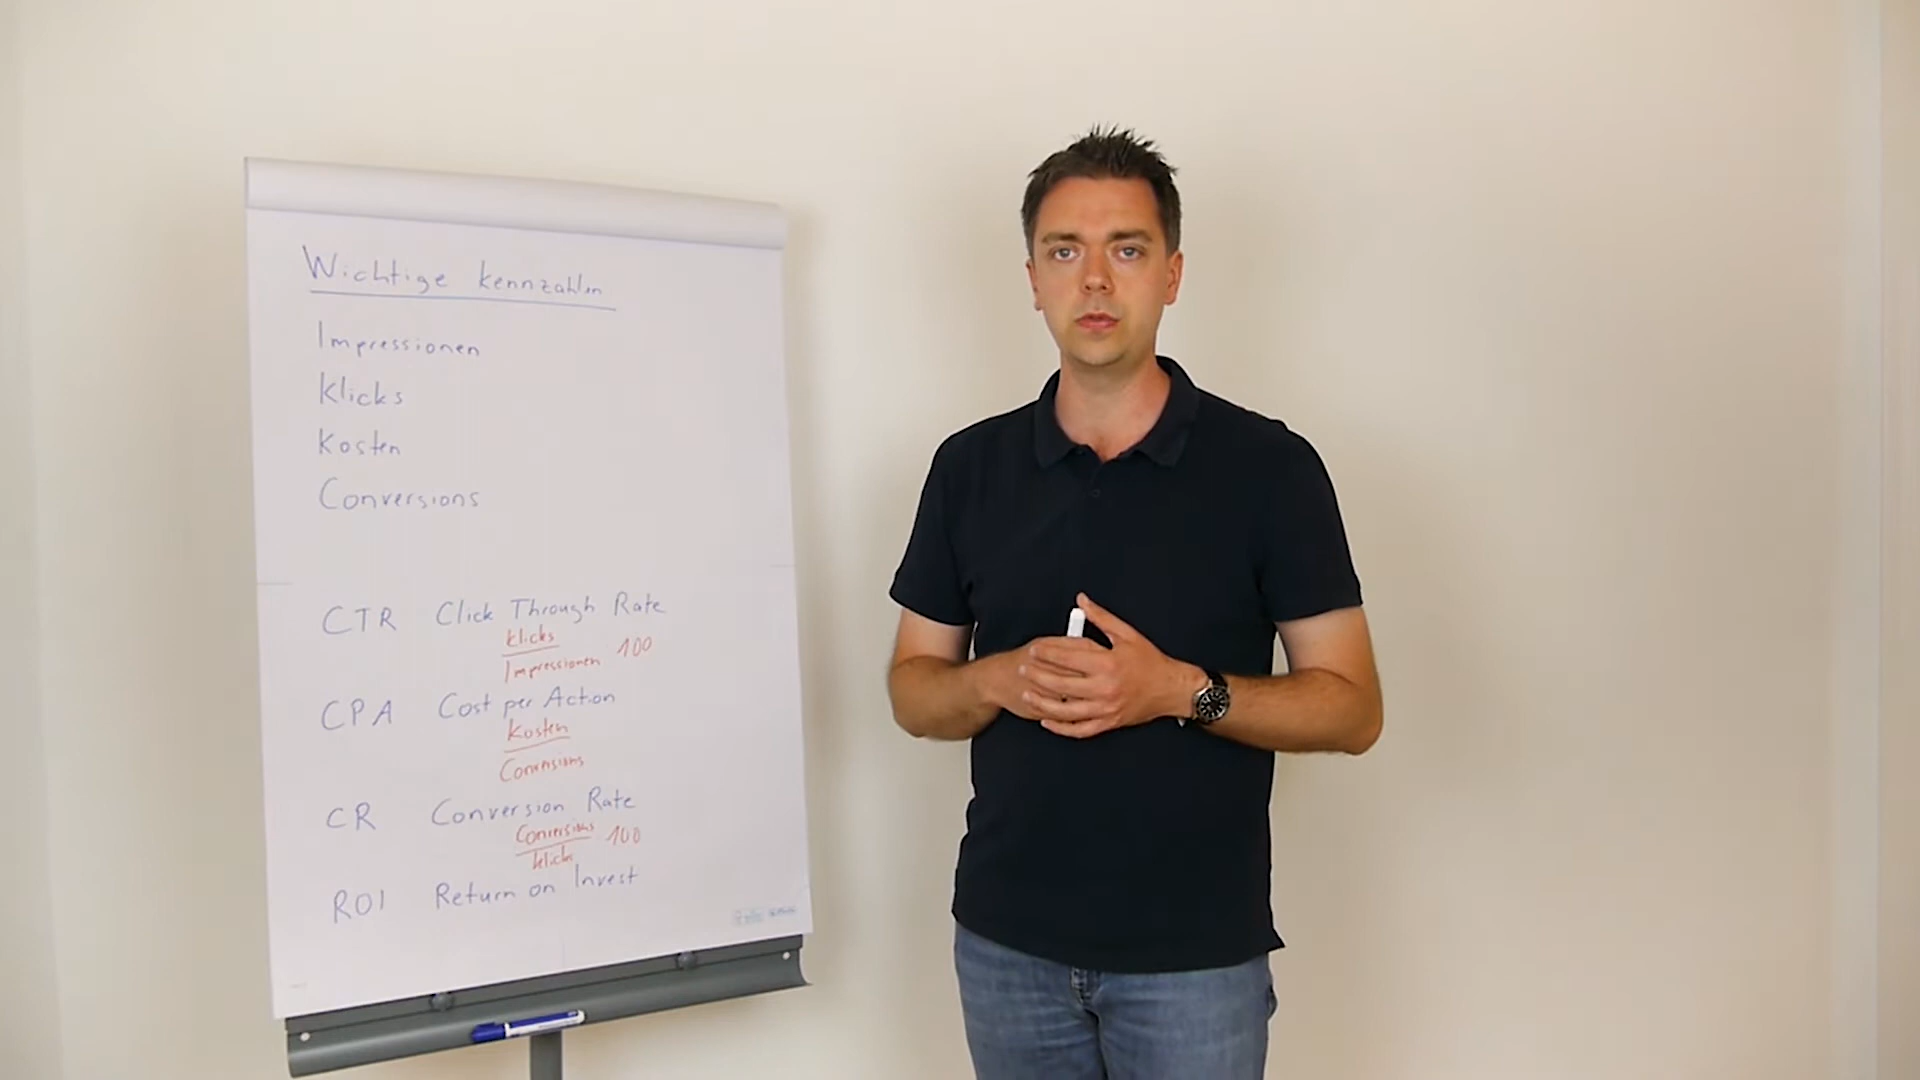 Wichtige Kennzahlen
Impressionen
Klicks
Kosten
Conversions
CTR Click Through Rate
Klicks
Impressionen 100
CPA Cost per Action
Kosten
Conversions
CR Conversion Rate
Conversions 100
Klicks
ROI Return on Invest